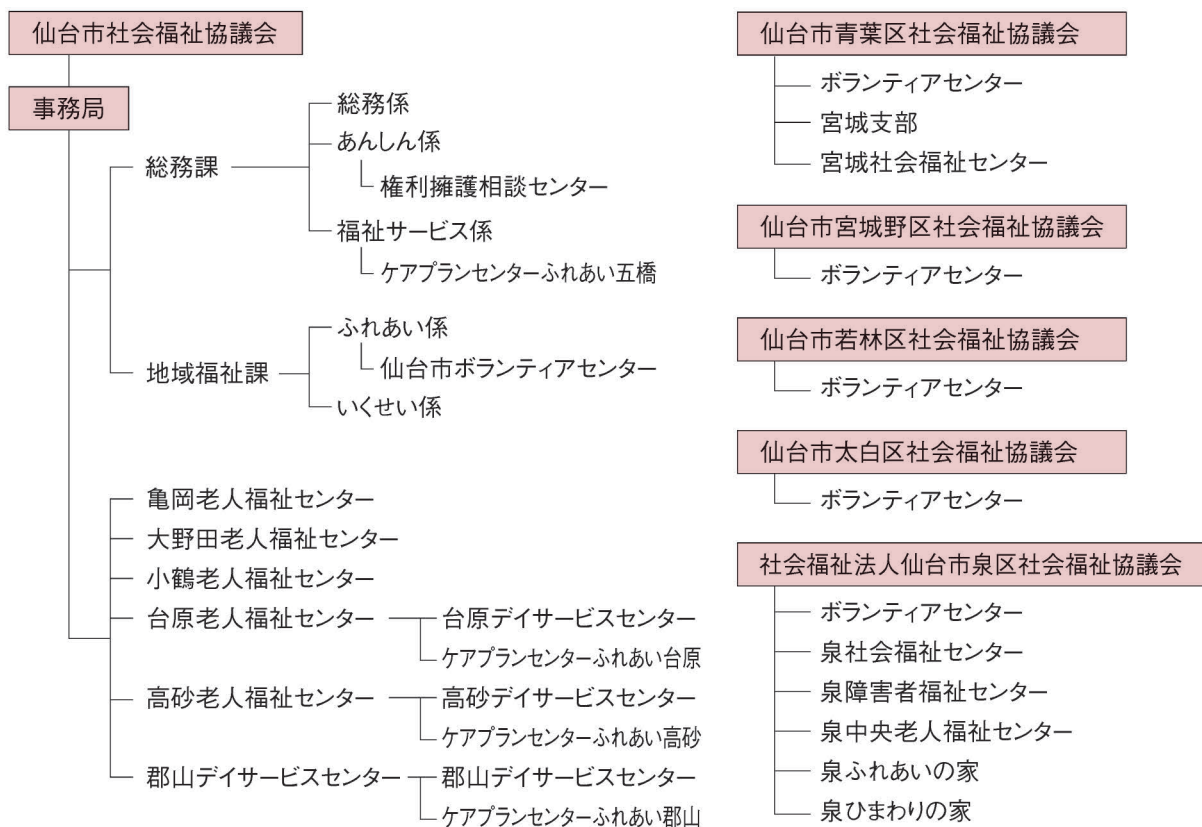 仙台市社会福祉協議会
事務局
総務課
総務係
あんしん係
権利擁護相談センター
福祉サービス係
ケアプランセンターふれあい五橋
地域福祉課
ふれあい係
仙台市ボランティアセンター
いくせい係
亀岡老人福祉センター
大野田老人福祉センター
小鶴老人福祉センター
台原老人福祉センター
台原デイサービスセンター
ケアプランセンターふれあい台原
高砂老人福祉センター
高砂デイサービスセンター
ケアプランセンターふれあい高砂
郡山デイサービスセンター
郡山デイサービスセンター
ケアプランセンターふれあい郡山
仙台市青葉区社会福祉協議会
ボランティアセンター
宮城支部
宮城社会福祉センター
仙台市宮城野区社会福祉協議会
ボランティアセンター
仙台市若林区社会福祉協議会
ボランティアセンター
仙台市太白区社会福祉協議会
ボランティアセンター
社会福祉法人仙台市泉区社会福祉協議会
ボランティアセンター
泉社会福祉センター
泉障害者福祉センター
泉中央老人福祉センター
泉ふれあいの家
泉ひまわりの家